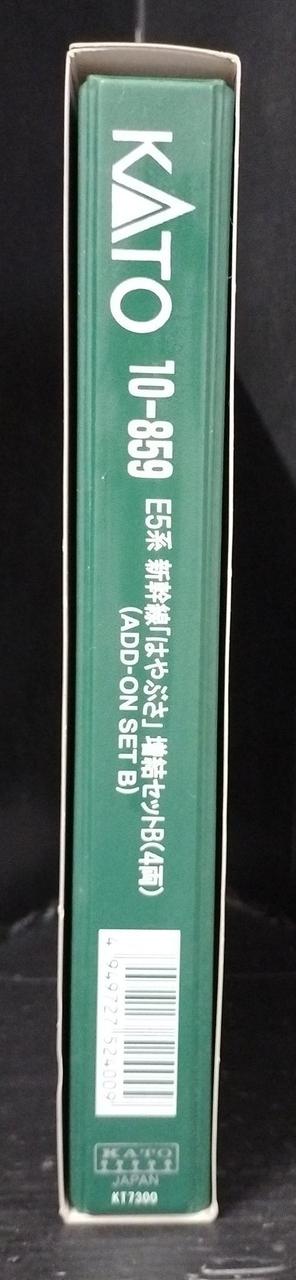 KATO
10-859
E5系 新幹線「はやぶさ」増結セットB(4両)
(ADD-ON SET B)
4 949727 524009
KATO
JAPAN
KT7300